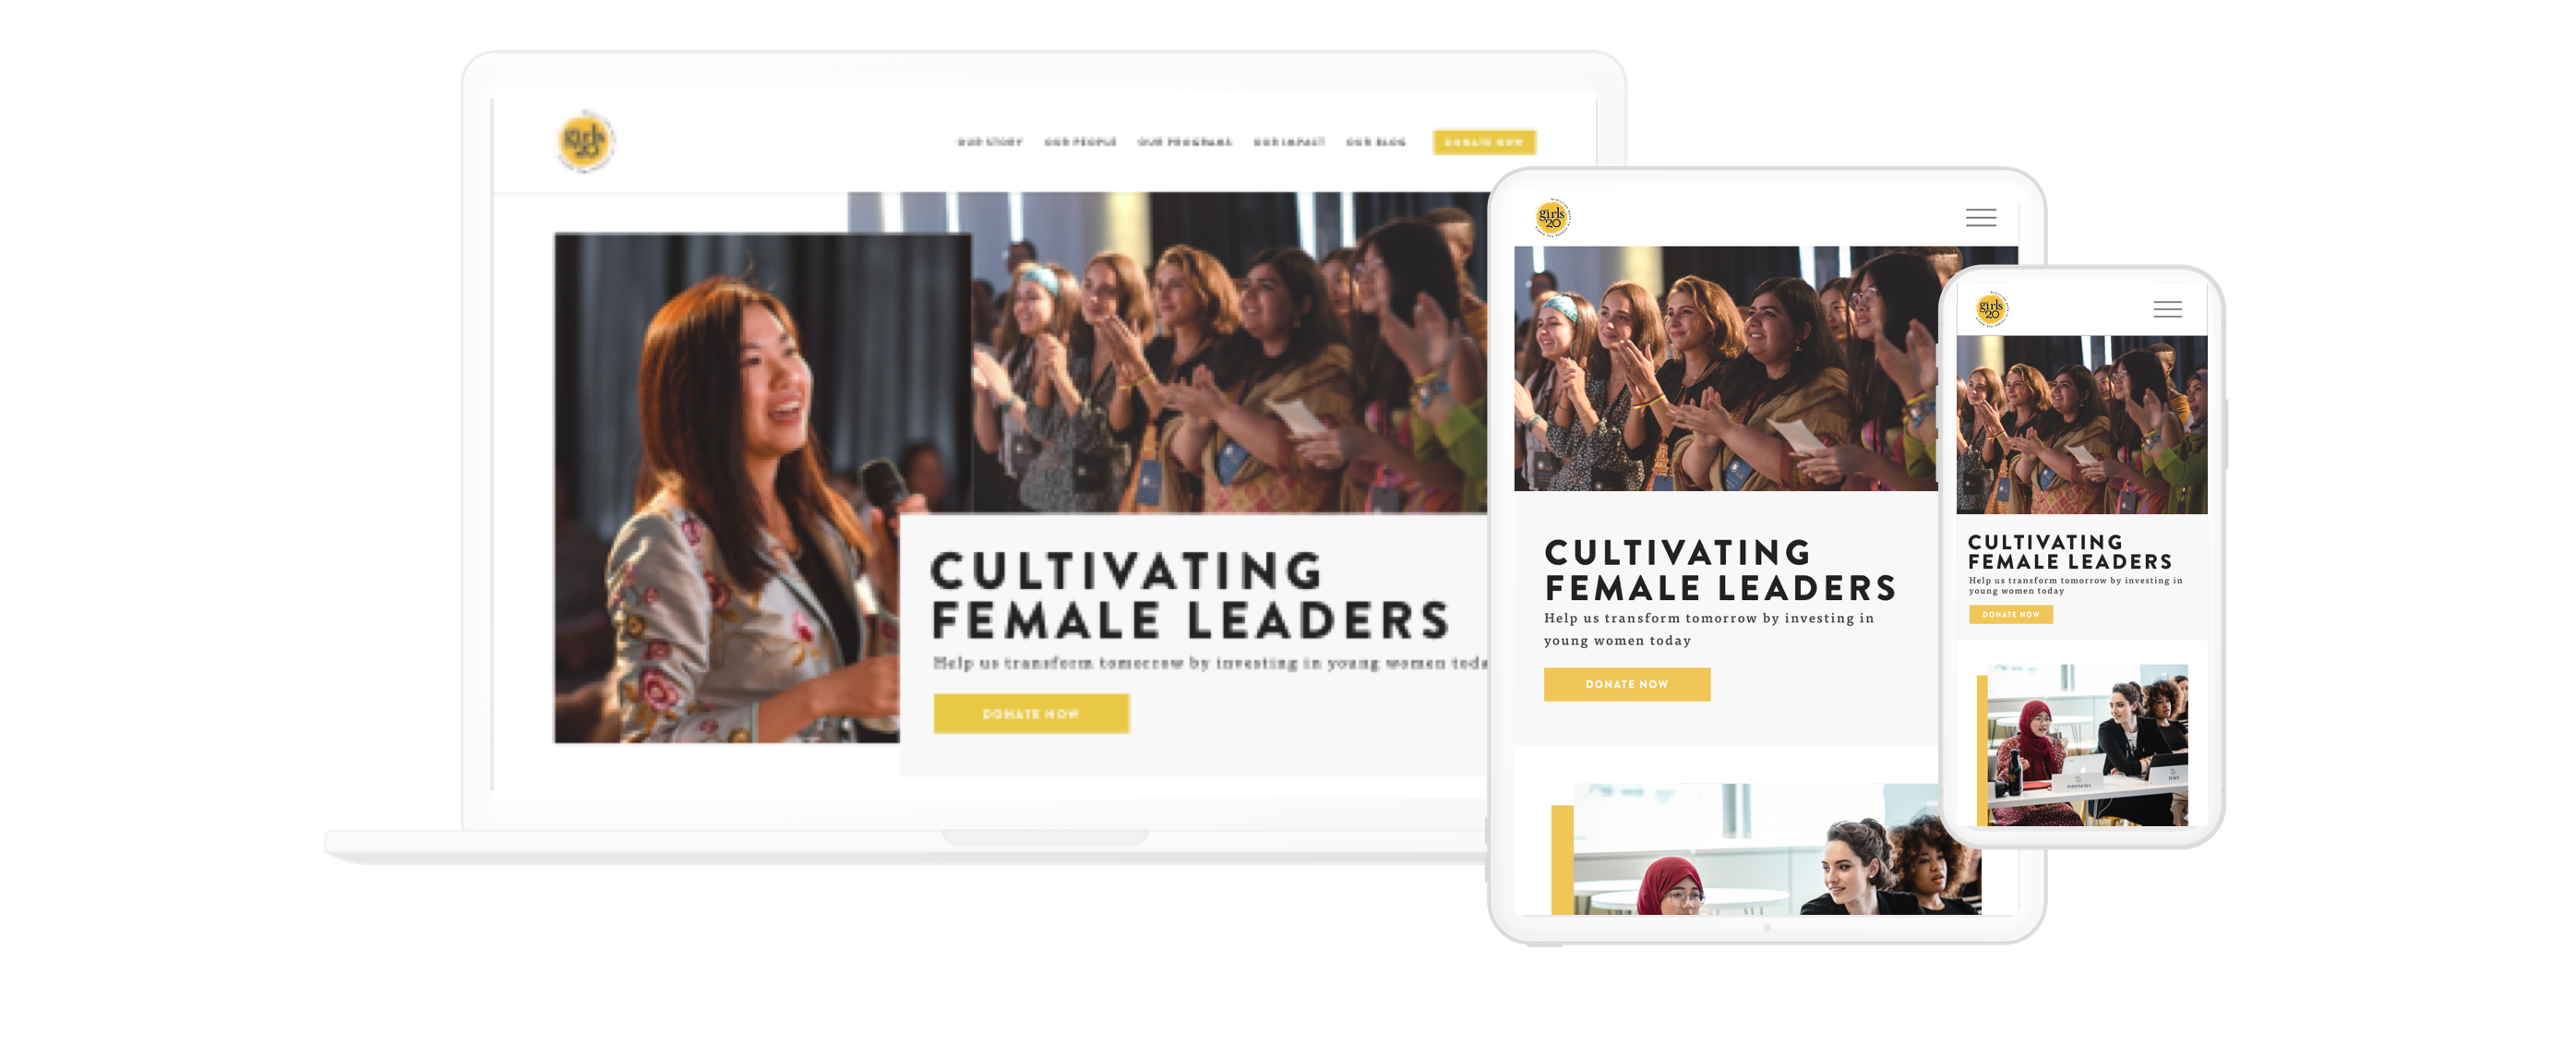 girls
20
OUR STORY OUR PEOPLE OUR PROGRAMS OUR IMPACT OUR BLOG DONATE NOW
CULTIVATING
FEMALE LEADERS
Help us transform tomorrow by investing in young women toda
DONATE NOW
girls
20
CULTIVATING
FEMALE LEADERS
Help us transform tomorrow by investing in
young women today
DONATE NOW
girls
20
CULTIVATING
FEMALE LEADERS
Help us transform tomorrow by investing in
young women today
DONATE NOW
INDONESIA